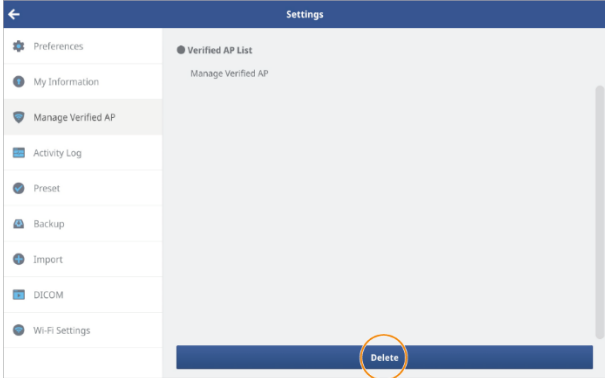 Settings
Preferences
My Information
Manage Verified AP
Activity Log
Preset
Backup
Import
DICOM
Wi-Fi Settings
Verified AP List
Manage Verified AP
Delete